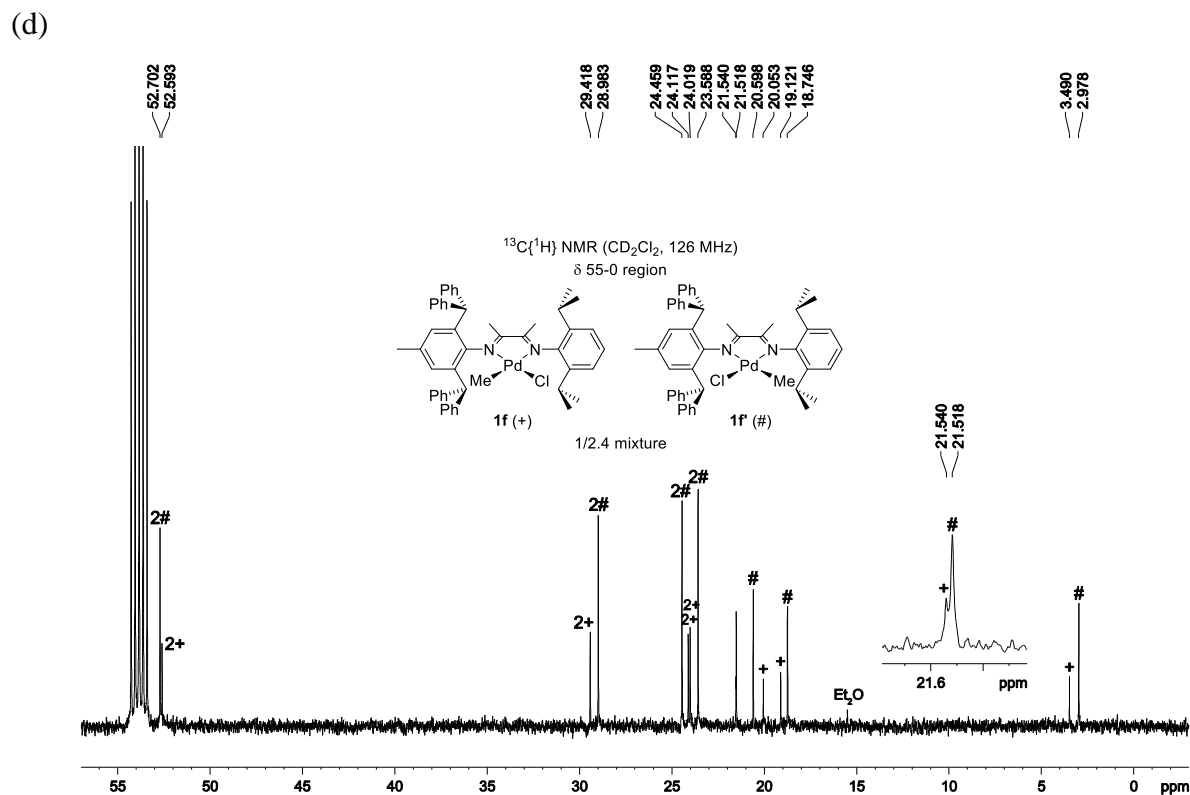 (d)
52.702
52.593
29.418
28.983
24.459
24.117
24.019
23.588
21.540
21.518
20.598
20.053
19.121
18.746
3.490
2.978
¹³C{¹H} NMR (CD₂Cl₂, 126 MHz)
δ 55-0 region
Ph
Ph
N
N
Pd
Me
Cl
Ph
Ph
1f (+)
Ph
Ph
N
N
Pd
Cl
Me
Ph
Ph
1f' (#)
1/2.4 mixture
2#
2+
2+
2#
2#
2+
2+
2#
#
+
+
#
Et₂O
21.540
21.518
+
#
21.6 ppm
+
#
55 50 45 40 35 30 25 20 15 10 5 0 ppm